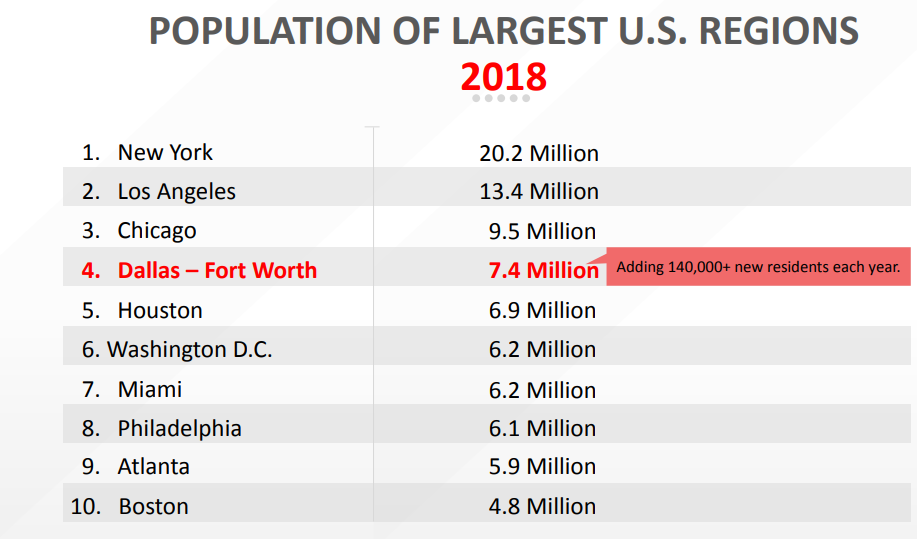 POPULATION OF LARGEST U.S. REGIONS
2018
1. New York 20.2 Million
2. Los Angeles 13.4 Million
3. Chicago 9.5 Million
4. Dallas – Fort Worth 7.4 Million Adding 140,000+ new residents each year.
5. Houston 6.9 Million
6. Washington D.C. 6.2 Million
7. Miami 6.2 Million
8. Philadelphia 6.1 Million
9. Atlanta 5.9 Million
10. Boston 4.8 Million